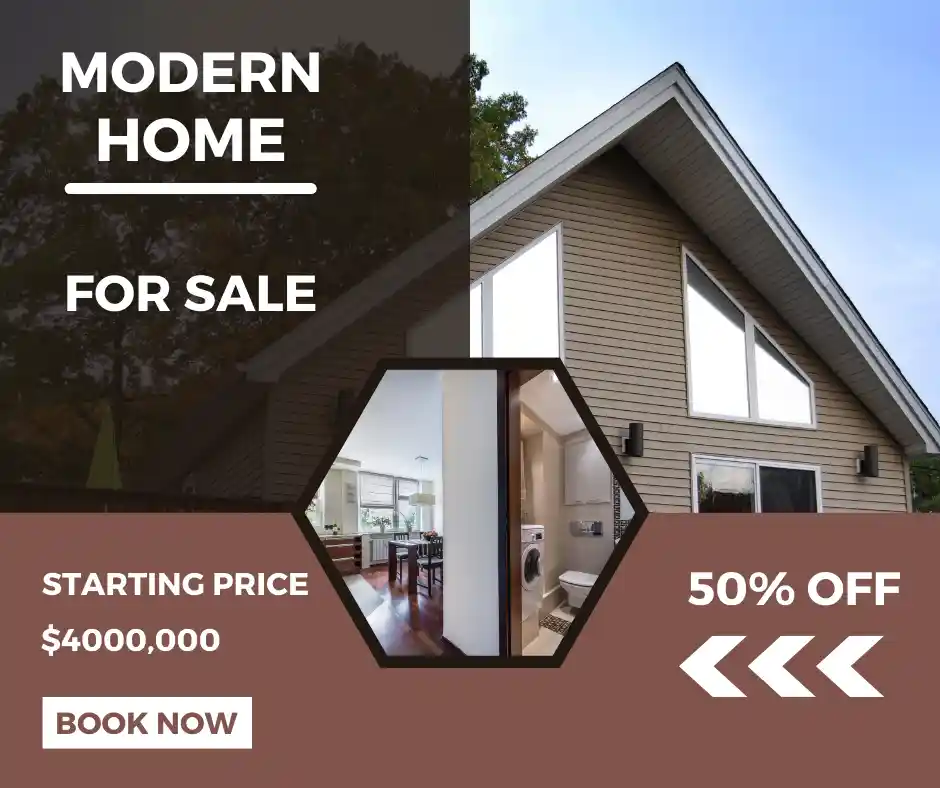 MODERN
HOME
FOR SALE
STARTING PRICE
$4000,000
BOOK NOW
50% OFF